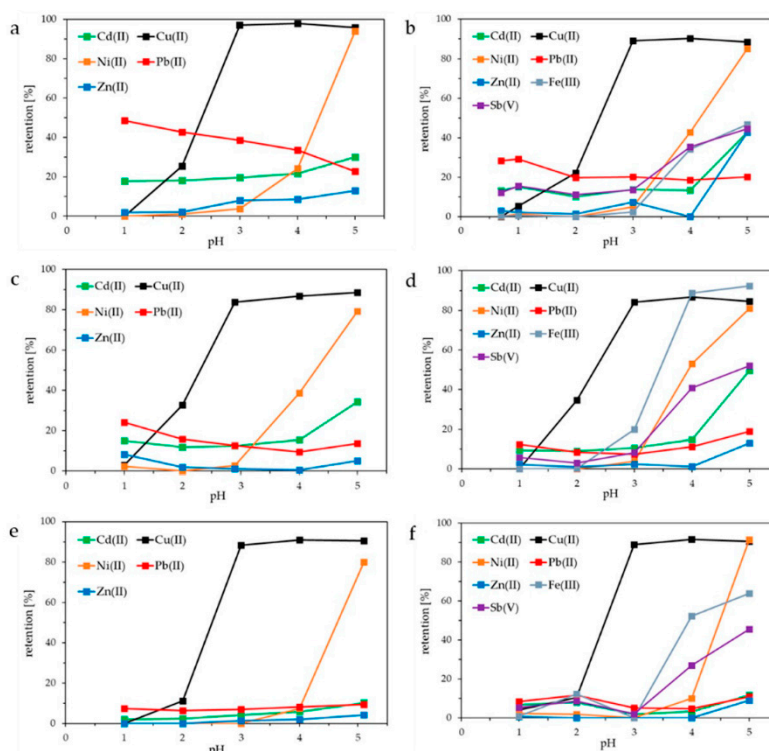 a
100
80
60
40
20
0
retention [%]
Cd(II) Cu(II)
Ni(II) Pb(II)
Zn(II)
0 1 2 3 4 5
pH
b
100
80
60
40
20
0
retention [%]
Cd(II) Cu(II)
Ni(II) Pb(II)
Zn(II) Fe(III)
Sb(V)
0 1 2 3 4 5
pH
c
100
80
60
40
20
0
retention [%]
Cd(II) Cu(II)
Ni(II) Pb(II)
Zn(II)
0 1 2 3 4 5
pH
d
100
80
60
40
20
0
retention [%]
Cd(II) Cu(II)
Ni(II) Pb(II)
Zn(II) Fe(III)
Sb(V)
0 1 2 3 4 5
pH
e
100
80
60
40
20
0
retention [%]
Cd(II) Cu(II)
Ni(II) Pb(II)
Zn(II)
0 1 2 3 4 5
pH
f
100
80
60
40
20
0
retention [%]
Cd(II) Cu(II)
Ni(II) Pb(II)
Zn(II) Fe(III)
Sb(V)
0 1 2 3 4 5
pH